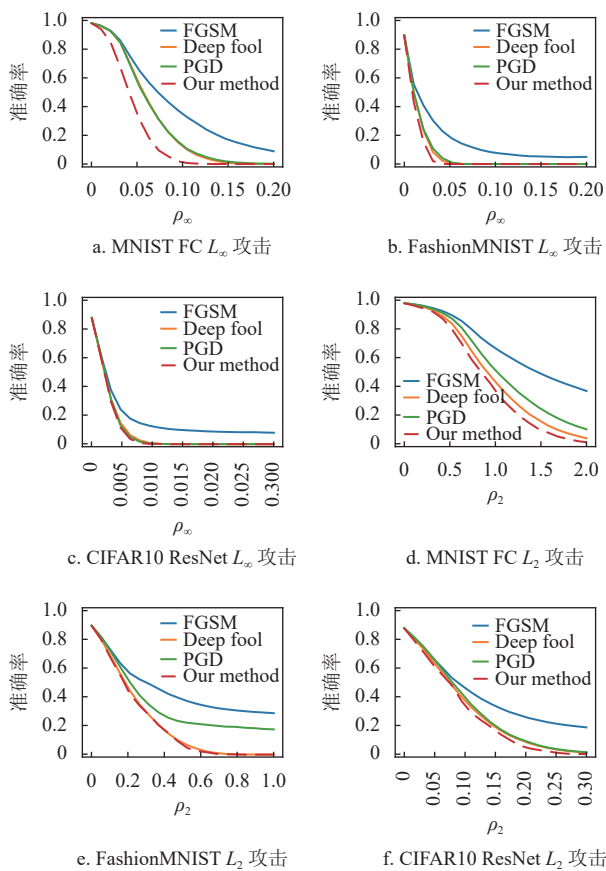 1.0
0.8
0.6
0.4
0.2
0
准确率
FGSM
Deep fool
PGD
Our method
0 0.05 0.10 0.15 0.20
ρ∞
a. MNIST FC L∞ 攻击
1.0
0.8
0.6
0.4
0.2
0
准确率
FGSM
Deep fool
PGD
Our method
0 0.05 0.10 0.15 0.20
ρ∞
b. FashionMNIST L∞ 攻击
1.0
0.8
0.6
0.4
0.2
0
准确率
FGSM
Deep fool
PGD
Our method
0 0.005 0.010 0.015 0.020 0.025 0.300
ρ∞
c. CIFAR10 ResNet L∞ 攻击
1.0
0.8
0.6
0.4
0.2
0
准确率
FGSM
Deep fool
PGD
Our method
0 0.5 1.0 1.5 2.0
ρ2
d. MNIST FC L2 攻击
1.0
0.8
0.6
0.4
0.2
0
准确率
FGSM
Deep fool
PGD
Our method
0 0.2 0.4 0.6 0.8 1.0
ρ2
e. FashionMNIST L2 攻击
1.0
0.8
0.6
0.4
0.2
0
准确率
FGSM
Deep fool
PGD
Our method
0 0.05 0.10 0.15 0.20 0.25 0.30
ρ2
f. CIFAR10 ResNet L2 攻击